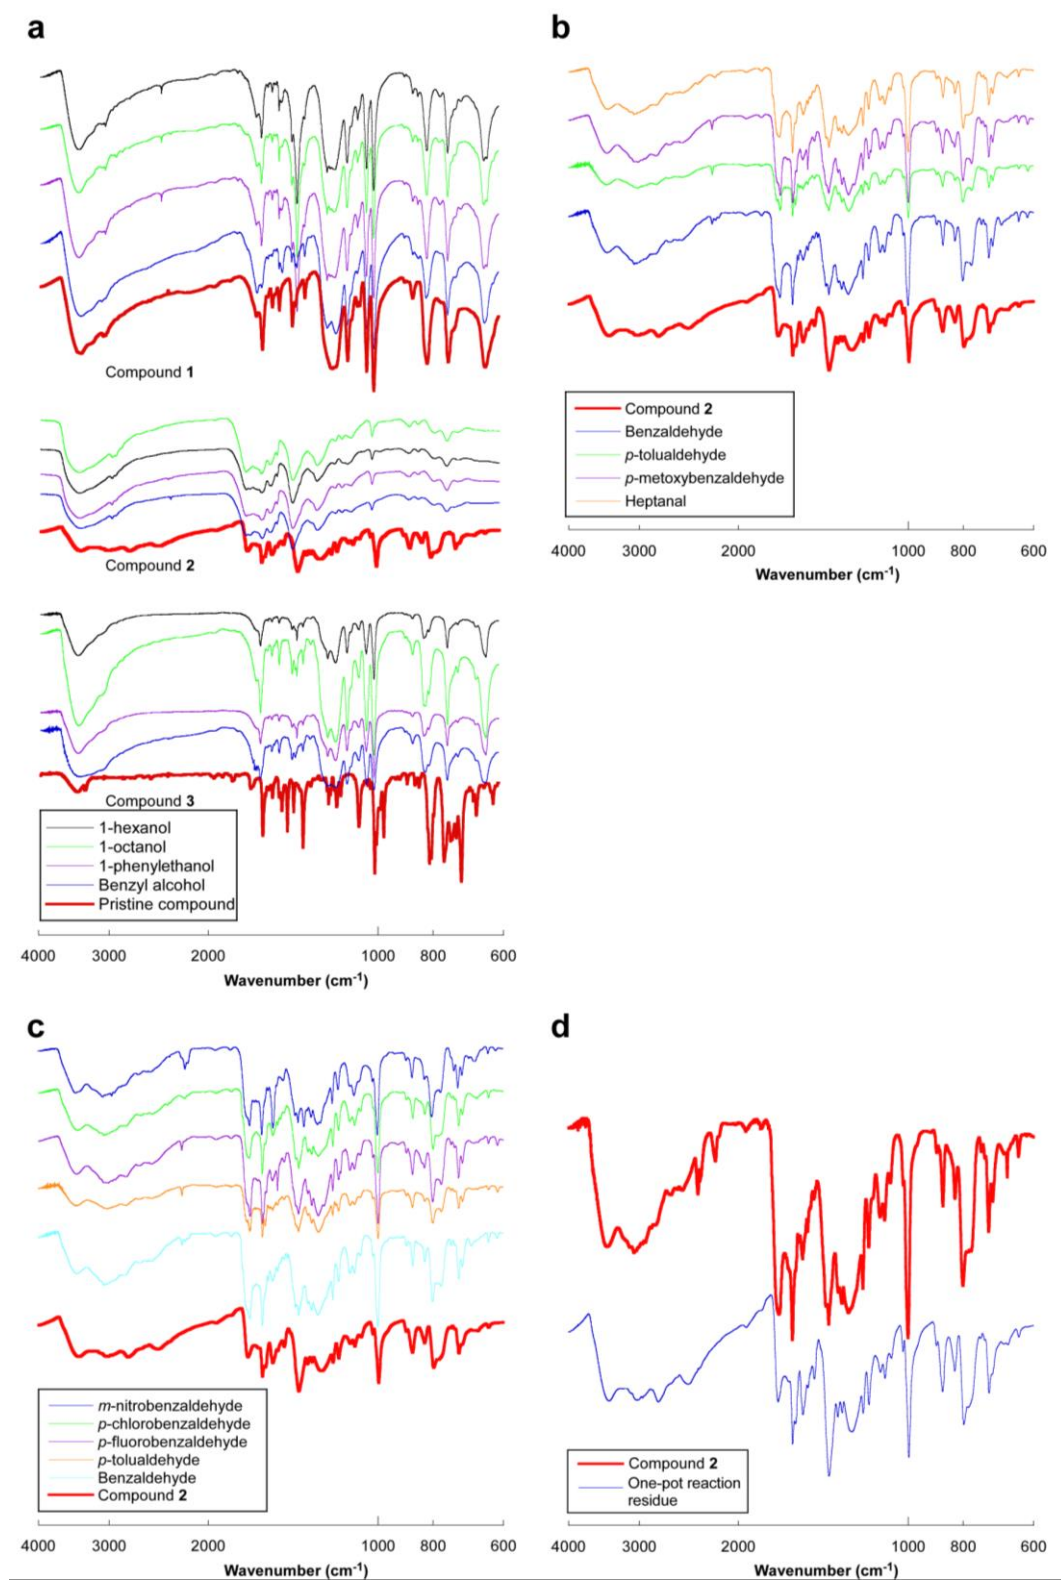 a
Compound 1
Compound 2
Compound 3
1-hexanol
1-octanol
1-phenylethanol
Benzyl alcohol
Pristine compound
4000 3000 2000 1000 800 600
Wavenumber (cm-1)
b
Compound 2
Benzaldehyde
p-tolualdehyde
p-metoxybenzaldehyde
Heptanal
4000 3000 2000 1000 800 600
Wavenumber (cm-1)
c
m-nitrobenzaldehyde
p-chlorobenzaldehyde
p-fluorobenzaldehyde
p-tolualdehyde
Benzaldehyde
Compound 2
4000 3000 2000 1000 800 600
Wavenumber (cm-1)
d
Compound 2
One-pot reaction
residue
4000 3000 2000 1000 800 600
Wavenumber (cm-1)